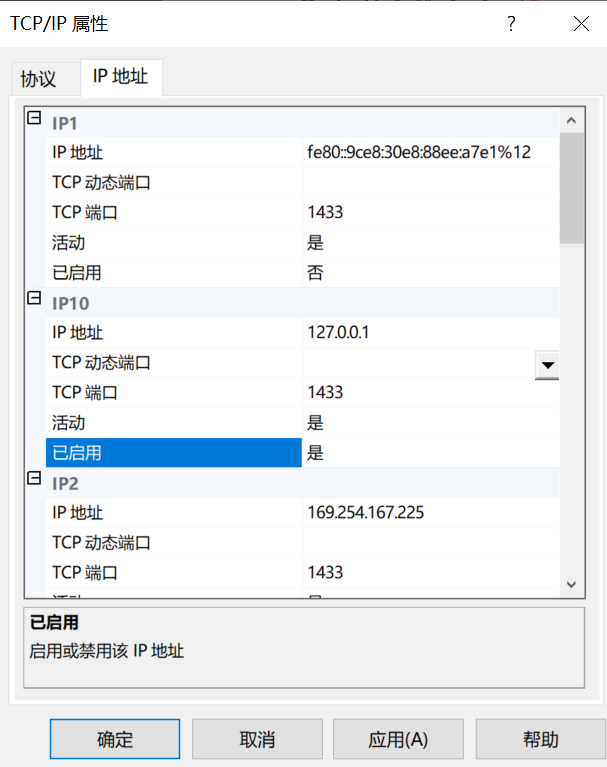 TCP/IP 属性
协议
IP 地址
IP1
IP 地址 fe80::9ce8:30e8:88ee:a7e1%12
TCP 动态端口
TCP 端口 1433
活动 是
已启用 否
IP10
IP 地址 127.0.0.1
TCP 动态端口
TCP 端口 1433
活动 是
已启用 是
IP2
IP 地址 169.254.167.225
TCP 动态端口
TCP 端口 1433
已启用
启用或禁用该 IP 地址
确定 取消 应用(A) 帮助